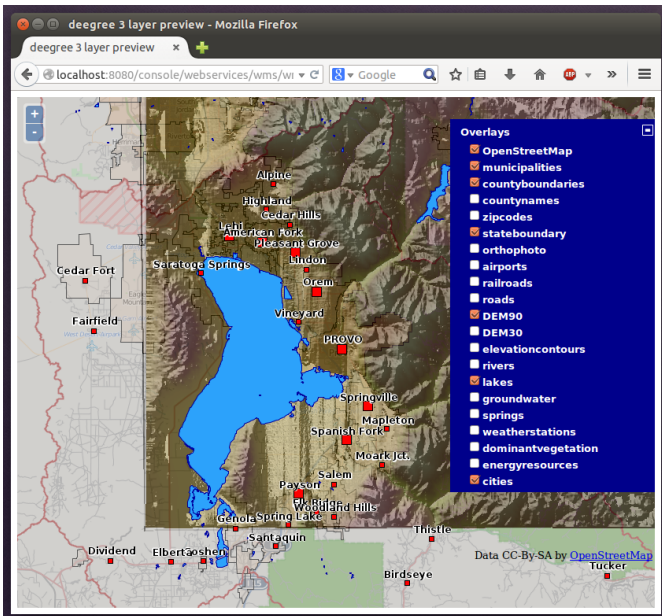 deegree 3 layer preview - Mozilla Firefox
deegree 3 layer preview
localhost:8080/console/webservices/wms/w
Google
ABP
+
-
Overlays
OpenStreetMap
municipalities
countyboundaries
countynames
zipcodes
stateboundary
orthophoto
airports
railroads
roads
DEM90
DEM30
elevationcontours
rivers
lakes
groundwater
springs
weatherstations
dominantvegetation
energyresources
cities
Alpine
Highland
Cedar Hills
Lehi
American Fork
Pleasant Grove
Lindon
Saratoga Springs
Cedar Fort
Orem
Eagle Mountain
Fairfield
Vineyard
PROVO
Springville
Mapleton
Spanish Fork
Moark Jct.
Salem
Payson
Woodland Hills
Genola
Spring Lake
Santaquin
Thistle
Dividend
Elberta
Goshen
Birdseye
Tucker
Data CC-By-SA by OpenStreetMap